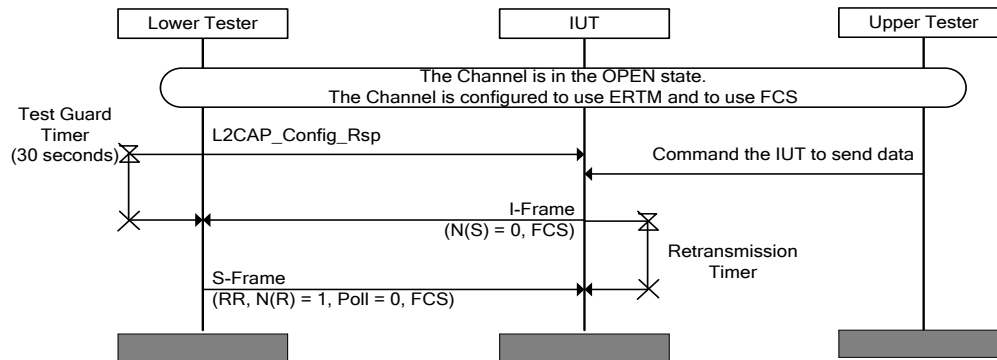 Lower Tester
IUT
Upper Tester
The Channel is in the OPEN state.
The Channel is configured to use ERTM and to use FCS
Test Guard
Timer
(30 seconds)
L2CAP_Config_Rsp
Command the IUT to send data
I-Frame
(N(S) = 0, FCS)
Retransmission
Timer
S-Frame
(RR, N(R) = 1, Poll = 0, FCS)